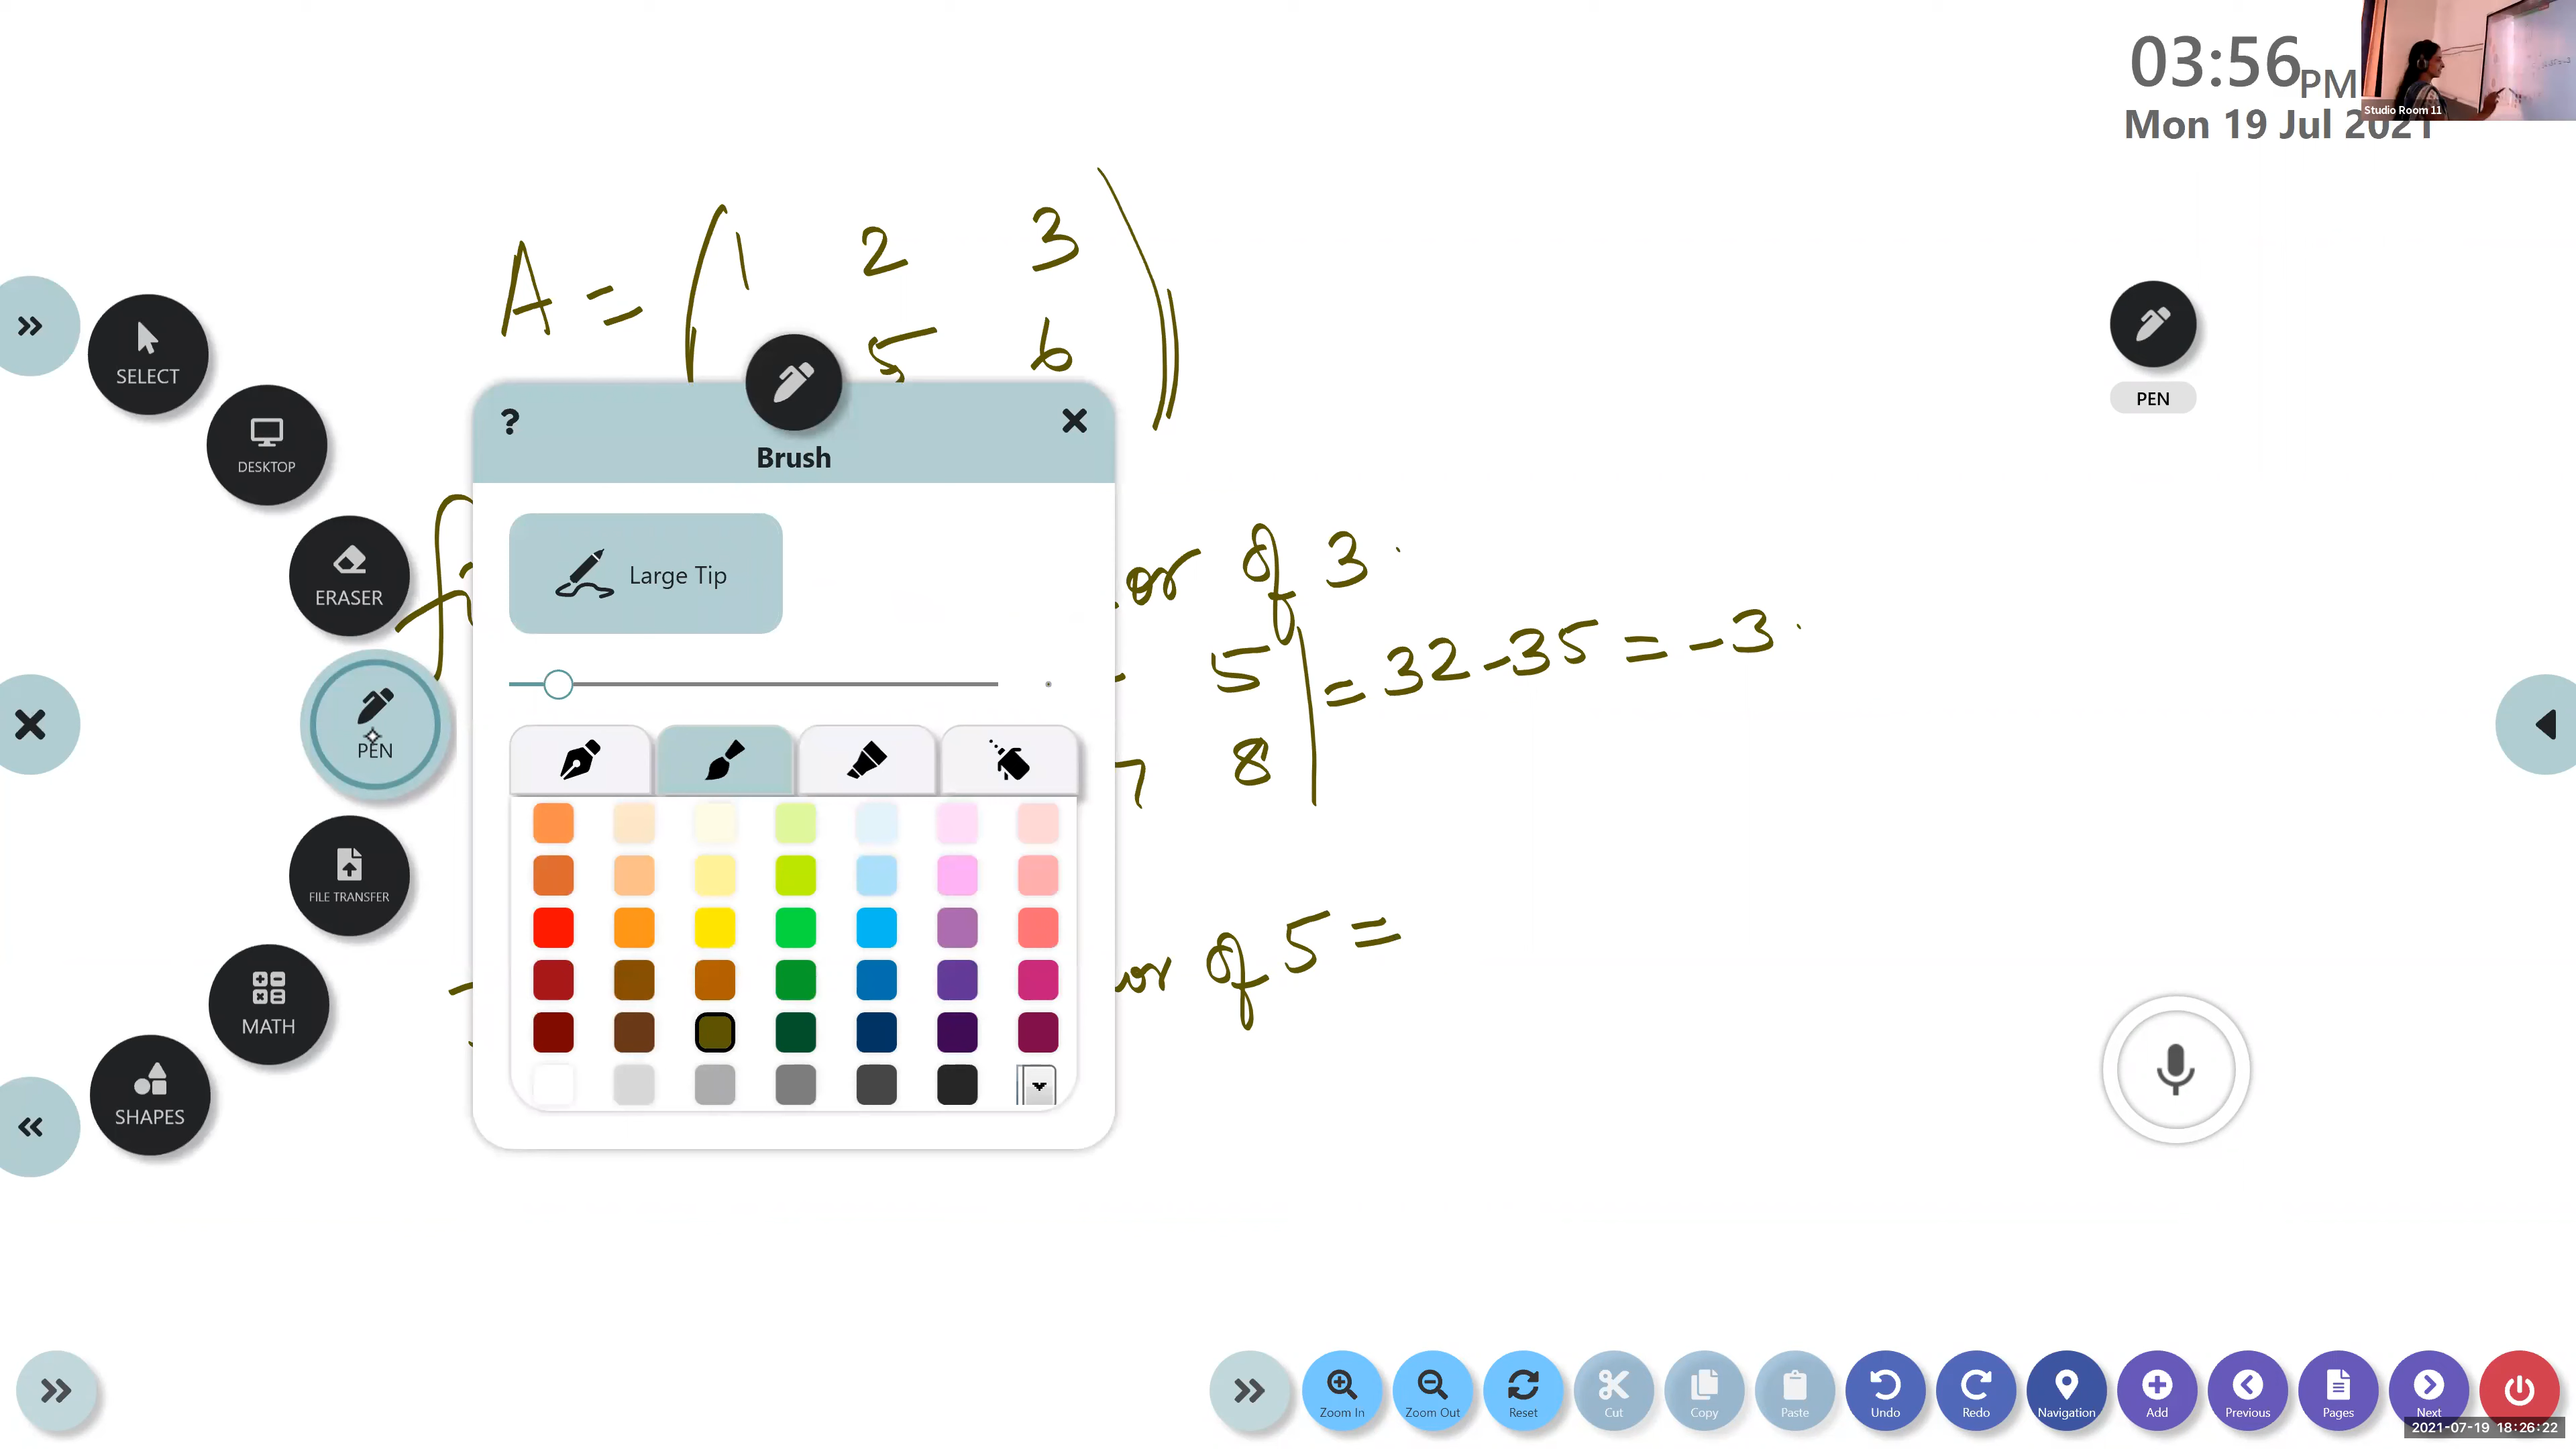 03:56 PM
Studio Room 11
Mon 19 Jul 2021
A = ( 1 2 3
5 6 )
SELECT
DESKTOP
ERASER
PEN
FILE TRANSFER
MATH
SHAPES
?
Brush
Large Tip
PEN
or of 3.
5 | = 32 - 35 = -3.
7 8
or of 5 =
Zoom In
Zoom Out
Reset
Cut
Copy
Paste
Undo
Redo
Navigation
Add
Previous
Pages
Next
2021-07-19 18:26:22